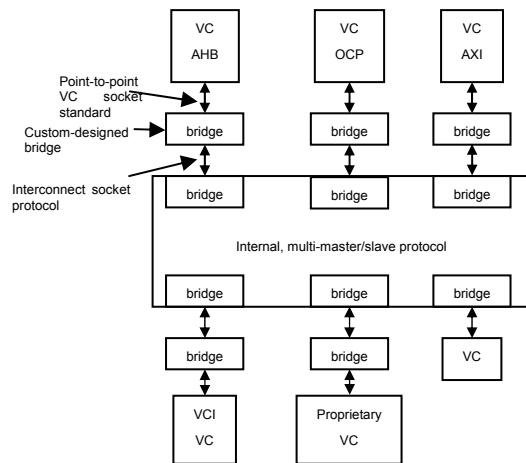 VC VC VC
AHB OCP AXI
Point-to-point
VC socket
standard
Custom-designed
bridge
bridge bridge bridge
Interconnect socket
protocol
bridge bridge bridge
Internal, multi-master/slave protocol
bridge bridge bridge
bridge bridge VC
VCI Proprietary
VC VC